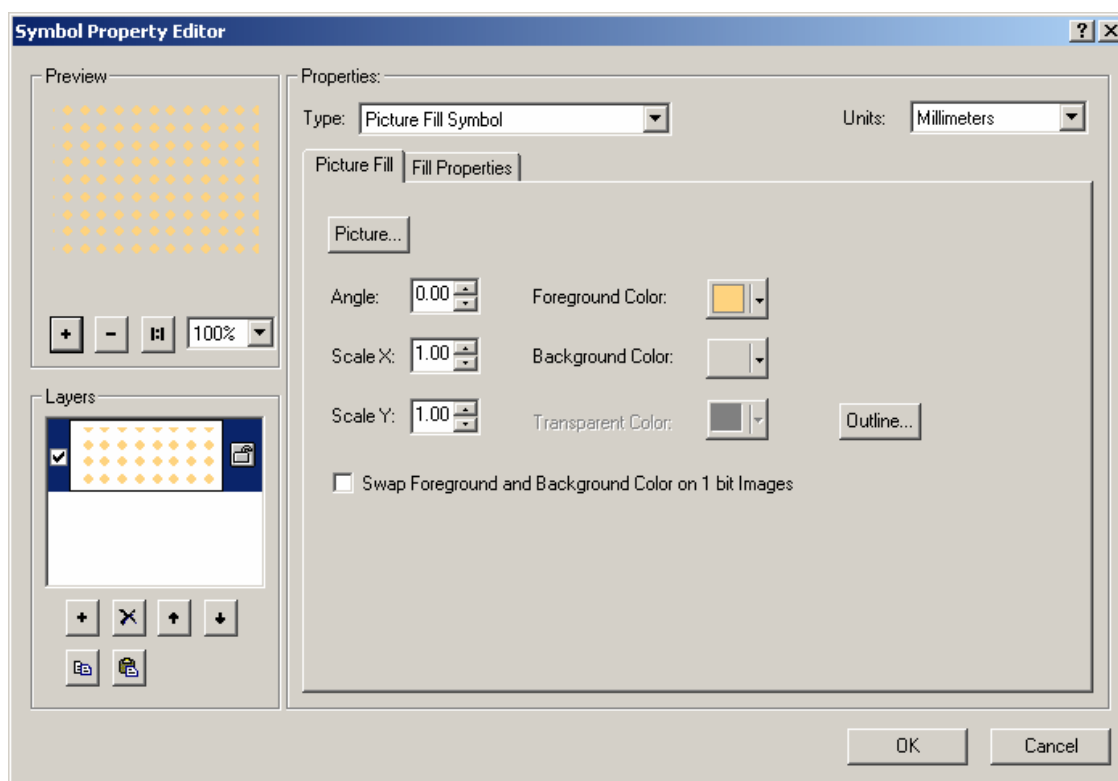 Symbol Property Editor
Preview
100%
Layers
Properties:
Type: Picture Fill Symbol
Units: Millimeters
Picture Fill
Fill Properties
Picture...
Angle: 0.00
Foreground Color:
Scale X: 1.00
Background Color:
Scale Y: 1.00
Transparent Color:
Outline...
Swap Foreground and Background Color on 1 bit Images
OK
Cancel